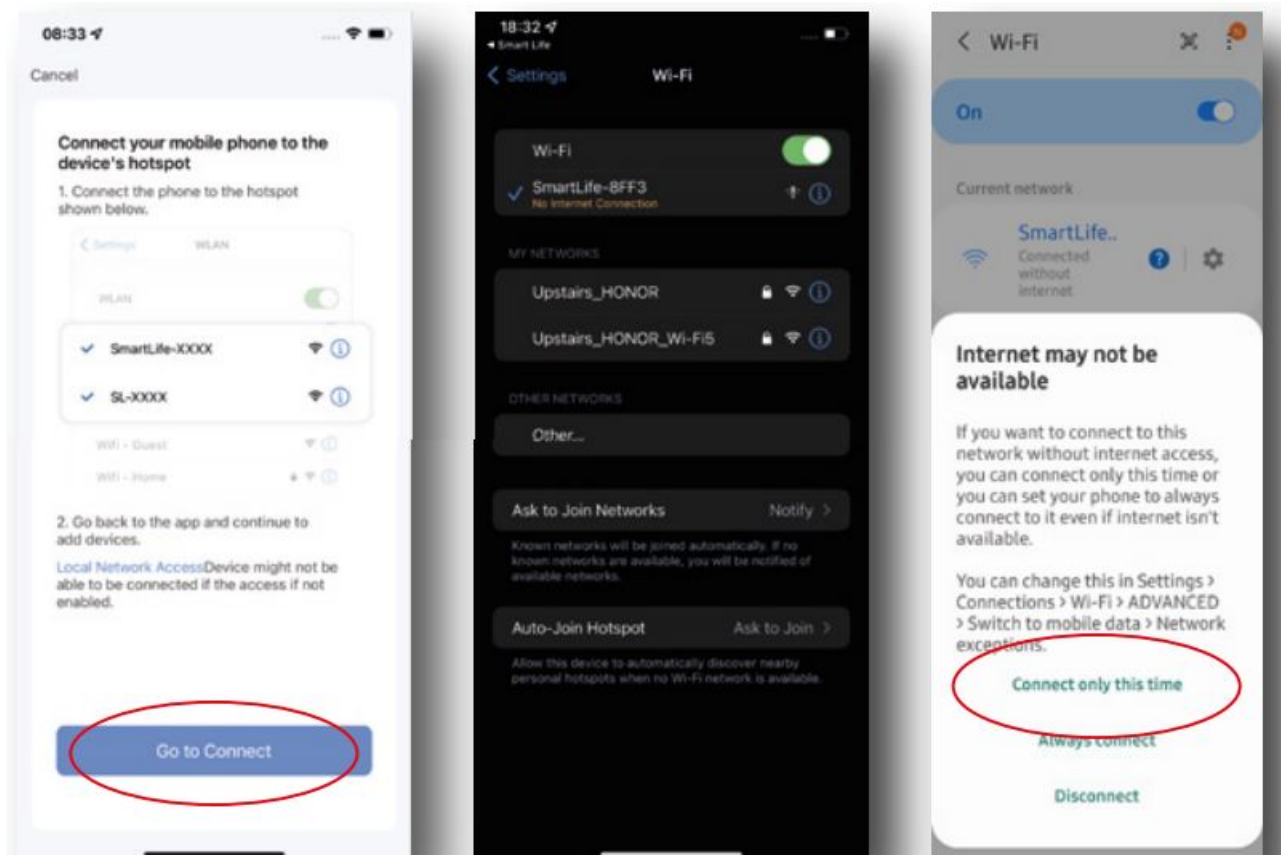 08:33
Cancel
Connect your mobile phone to the
device's hotspot
1. Connect the phone to the hotspot
shown below.
Settings WLAN
WLAN
SmartLife-XXXX
SL-XXXX
Wifi - Guest
Wifi - Home
2. Go back to the app and continue to
add devices.
Local Network AccessDevice might not be
able to be connected if the access if not
enabled.
Go to Connect
18:32
Smart Life
Settings Wi-Fi
Wi-Fi
SmartLife-8FF3
No Internet Connection
MY NETWORKS
Upstairs_HONOR
Upstairs_HONOR_Wi-Fi5
OTHER NETWORKS
Other...
Ask to Join Networks Notify
Known networks will be joined automatically. If no
known networks are available, you will be notified of
available networks.
Auto-Join Hotspot Ask to Join
Allow this device to automatically discover nearby
personal hotspots when no Wi-Fi network is available.
Wi-Fi
On
Current network
SmartLife..
Connected
without
internet
Internet may not be
available
If you want to connect to this
network without internet access,
you can connect only this time or
you can set your phone to always
connect to it even if internet isn't
available.
You can change this in Settings >
Connections > Wi-Fi > ADVANCED
> Switch to mobile data > Network
exceptions.
Connect only this time
Always connect
Disconnect